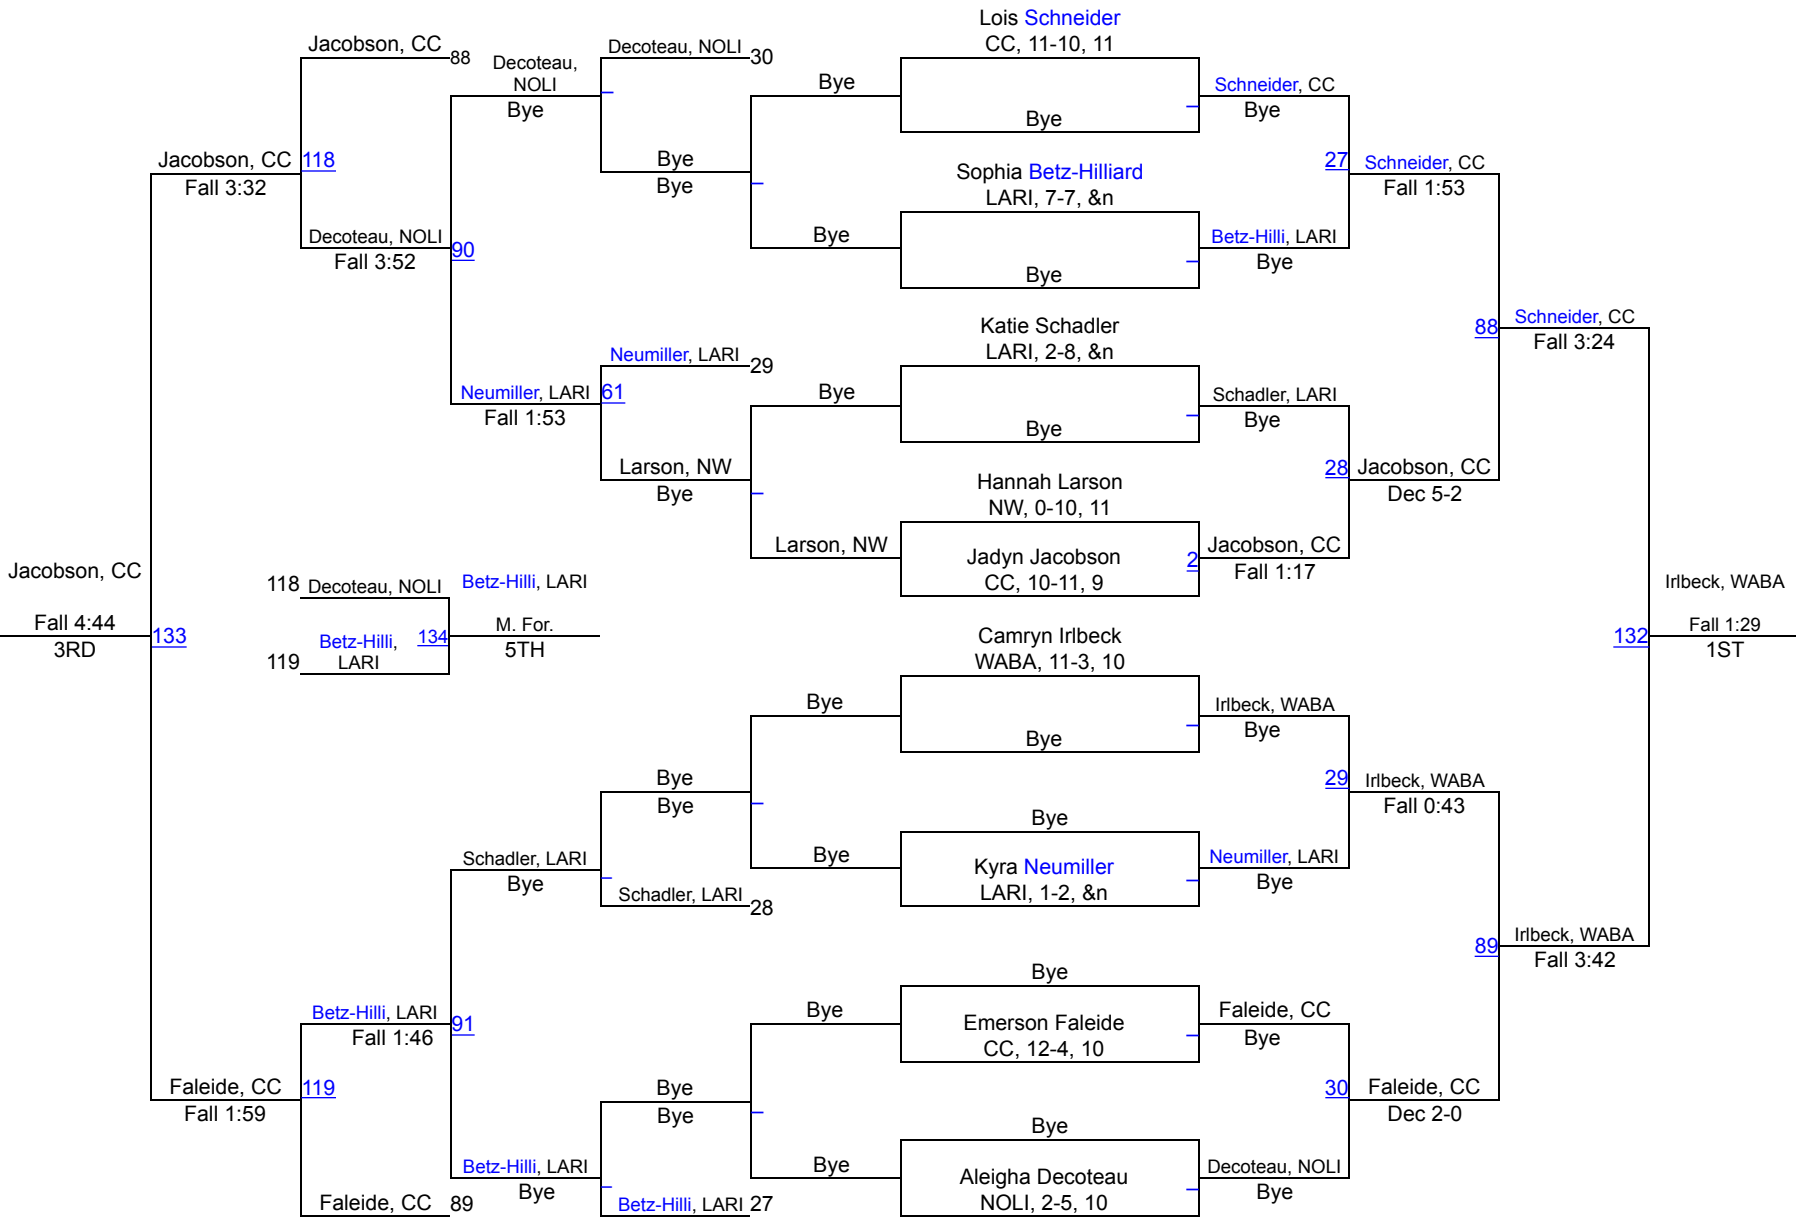 Lois Schneider
CC, 11-10, 11
Bye
Sophia Betz-Hilliard
LARI, 7-7, &n
Bye
Katie Schadler
LARI, 2-8, &n
Bye
Hannah Larson
NW, 0-10, 11
Jadyn Jacobson
CC, 10-11, 9
2
Camryn Irlbeck
WABA, 11-3, 10
Bye
Bye
Kyra Neumiller
LARI, 1-2, &n
Bye
Emerson Faleide
CC, 12-4, 10
Bye
Aleigha Decoteau
NOLI, 2-5, 10
Schneider, CC
Bye
27
Betz-Hilli, LARI
Bye
Schadler, LARI
Bye
28
Jacobson, CC
Fall 1:17
Irlbeck, WABA
Bye
29
Neumiller, LARI
Bye
Faleide, CC
Bye
30
Decoteau, NOLI
Bye
Schneider, CC
Fall 1:53
88
Jacobson, CC
Dec 5-2
Irlbeck, WABA
Fall 0:43
89
Faleide, CC
Dec 2-0
Schneider, CC
Fall 3:24
132
Irlbeck, WABA
Fall 3:42
Irlbeck, WABA
Fall 1:29
1ST
Bye
Bye
Bye
Larson, NW
Bye
Bye
Bye
Bye
Decoteau, NOLI 30
Bye
Bye
Neumiller, LARI 29
61
Larson, NW
Bye
Bye
Bye
Schadler, LARI 28
Bye
Bye
Betz-Hilli, LARI 27
Decoteau,
NOLI
Bye
90
Neumiller, LARI
Fall 1:53
Schadler, LARI
Bye
91
Betz-Hilli, LARI
Bye
Jacobson, CC 88
118
Decoteau, NOLI
Fall 3:52
Betz-Hilli, LARI
Fall 1:46
119
Faleide, CC 89
Jacobson, CC
Fall 3:32
133
Faleide, CC
Fall 1:59
Jacobson, CC
Fall 4:44
3RD
118 Decoteau, NOLI
Betz-Hilli,
119 LARI
134
Betz-Hilli, LARI
M. For.
5TH